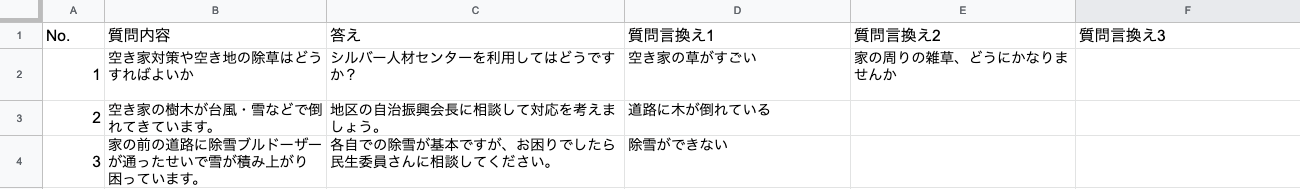 A B C D E F
1 No. 質問内容 答え 質問言換え1 質問言換え2 質問言換え3
2 1 空き家対策や空き地の除草はどう
すればよいか
シルバー人材センターを利用してはどうです
か?
空き家の草がすごい
家の周りの雑草、どうにかなりま
せんか
3 2 空き家の樹木が台風・雪などで倒
れてきています。
地区の自治振興会長に相談して対応を考えま
しょう。
道路に木が倒れている
4 3 家の前の道路に除雪ブルドーザー
が通ったせいで雪が積み上がり
困っています。
各自での除雪が基本ですが、お困りでしたら
民生委員さんに相談してください。
除雪ができない